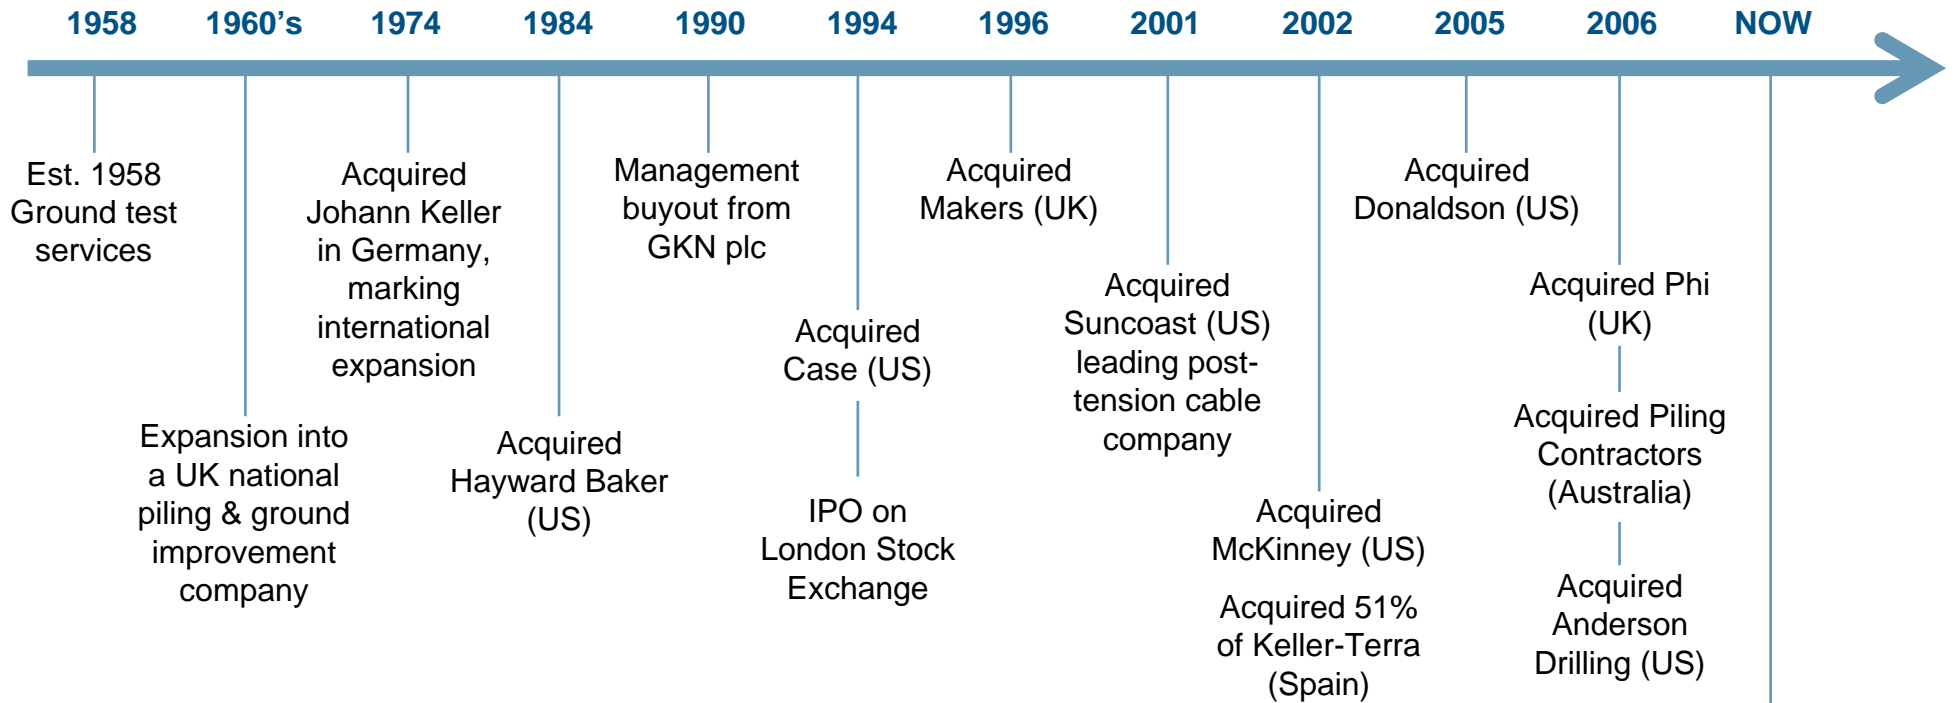 1958 1960’s 1974 1984 1990 1994 1996 2001 2002 2005 2006 NOW
Est. 1958
Ground test
services
Expansion into
a UK national
piling & ground
improvement
company
Acquired
Johann Keller
in Germany,
marking
international
expansion
Acquired
Hayward Baker
(US)
Management
buyout from
GKN plc
Acquired
Case (US)
IPO on
London Stock
Exchange
Acquired
Makers (UK)
Acquired
Suncoast (US)
leading post-
tension cable
company
Acquired
McKinney (US)
Acquired 51%
of Keller-Terra
(Spain)
Acquired
Donaldson (US)
Acquired Phi
(UK)
Acquired Piling
Contractors
(Australia)
Acquired
Anderson
Drilling (US)